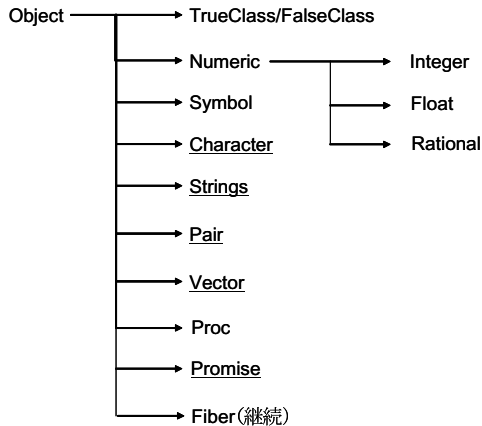 Object
TrueClass/FalseClass
Numeric
Integer
Symbol
Float
Character
Rational
Strings
Pair
Vector
Proc
Promise
Fiber(継続)